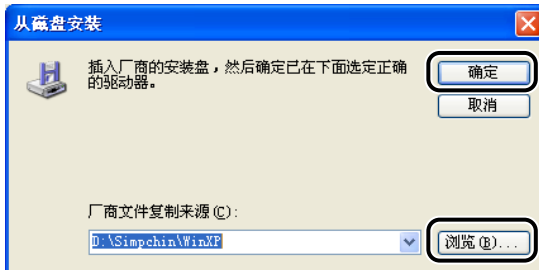 从磁盘安装
插入厂商的安装盘，然后确定已在下面选定正确
的驱动器。
确定
取消
厂商文件复制来源(C):
D:\Simpchin\WinXP
浏览(B)...